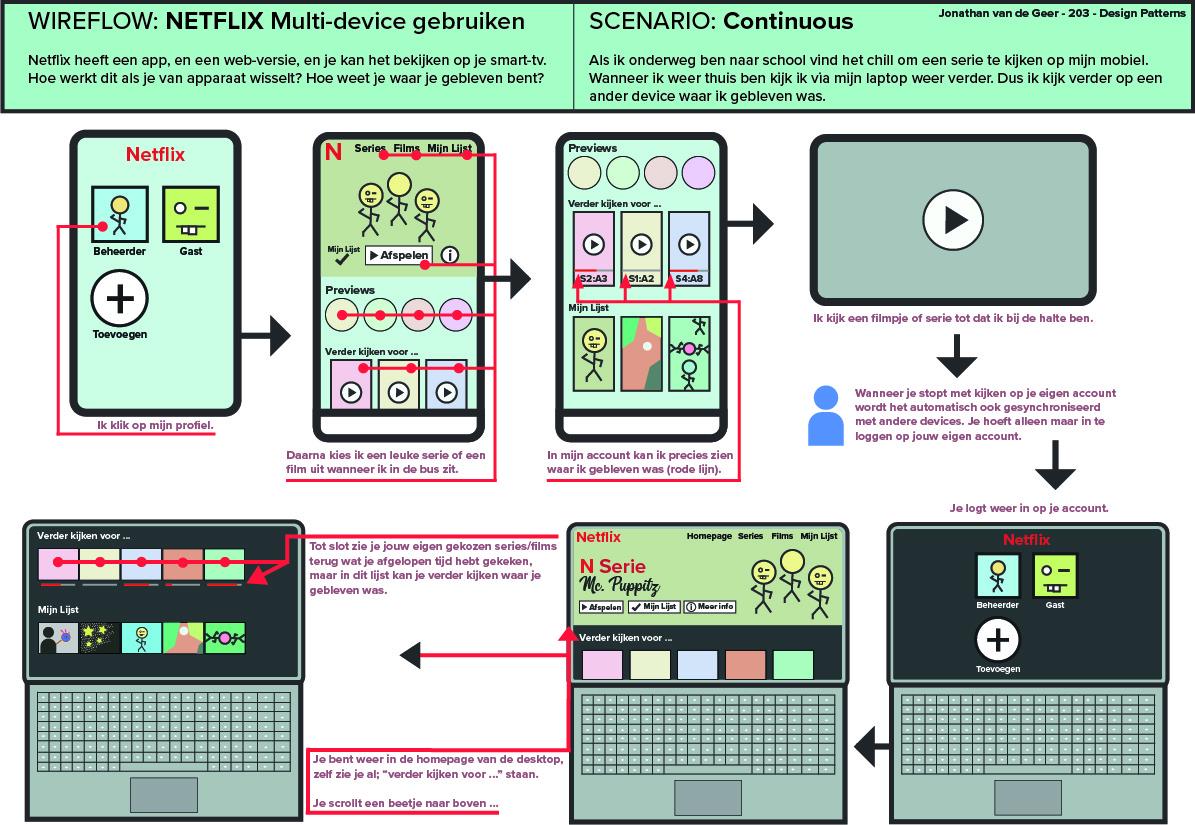 WIREFLOW: NETFLIX Multi-device gebruiken
Netflix heeft een app, en een web-versie, en je kan het bekijken op je smart-tv.
Hoe werkt dit als je van apparaat wisselt? Hoe weet je waar je gebleven bent?
SCENARIO: Continuous
Jonathan van de Geer - 203 - Design Patterns
Als ik onderweg ben naar school vind het chill om een serie te kijken op mijn mobiel.
Wanneer ik weer thuis ben kijk ik via mijn laptop weer verder. Dus ik kijk verder op een
ander device waar ik gebleven was.
Netflix
Beheerder
Gast
Toevoegen
Ik klik op mijn profiel.
N
Series Films Mijn Lijst
Mijn Lijst
Afspelen
i
Previews
Verder kijken voor ...
Daarna kies ik een leuke serie of een
film uit wanneer ik in de bus zit.
Previews
Verder kijken voor ...
S2:A3
S1:A2
S4:A8
Mijn Lijst
In mijn account kan ik precies zien
waar ik gebleven was (rode lijn).
Ik kijk een filmpje of serie tot dat ik bij de halte ben.
Wanneer je stopt met kijken op je eigen account
wordt het automatisch ook gesynchroniseerd
met andere devices. Je hoeft alleen maar in te
loggen op jouw eigen account.
Je logt weer in op je account.
Netflix
Beheerder
Gast
Toevoegen
Netflix
Homepage Series Films Mijn Lijst
N Serie
Mc. Puppitz
Afspelen
Mijn Lijst
i Meer info
Verder kijken voor ...
Je bent weer in de homepage van de desktop,
zelf zie je al; "verder kijken voor ..." staan.
Je scrollt een beetje naar boven ...
Tot slot zie je jouw eigen gekozen series/films
terug wat je afgelopen tijd hebt gekeken,
maar in dit lijst kan je verder kijken waar je
gebleven was.
Verder kijken voor ...
Mijn Lijst